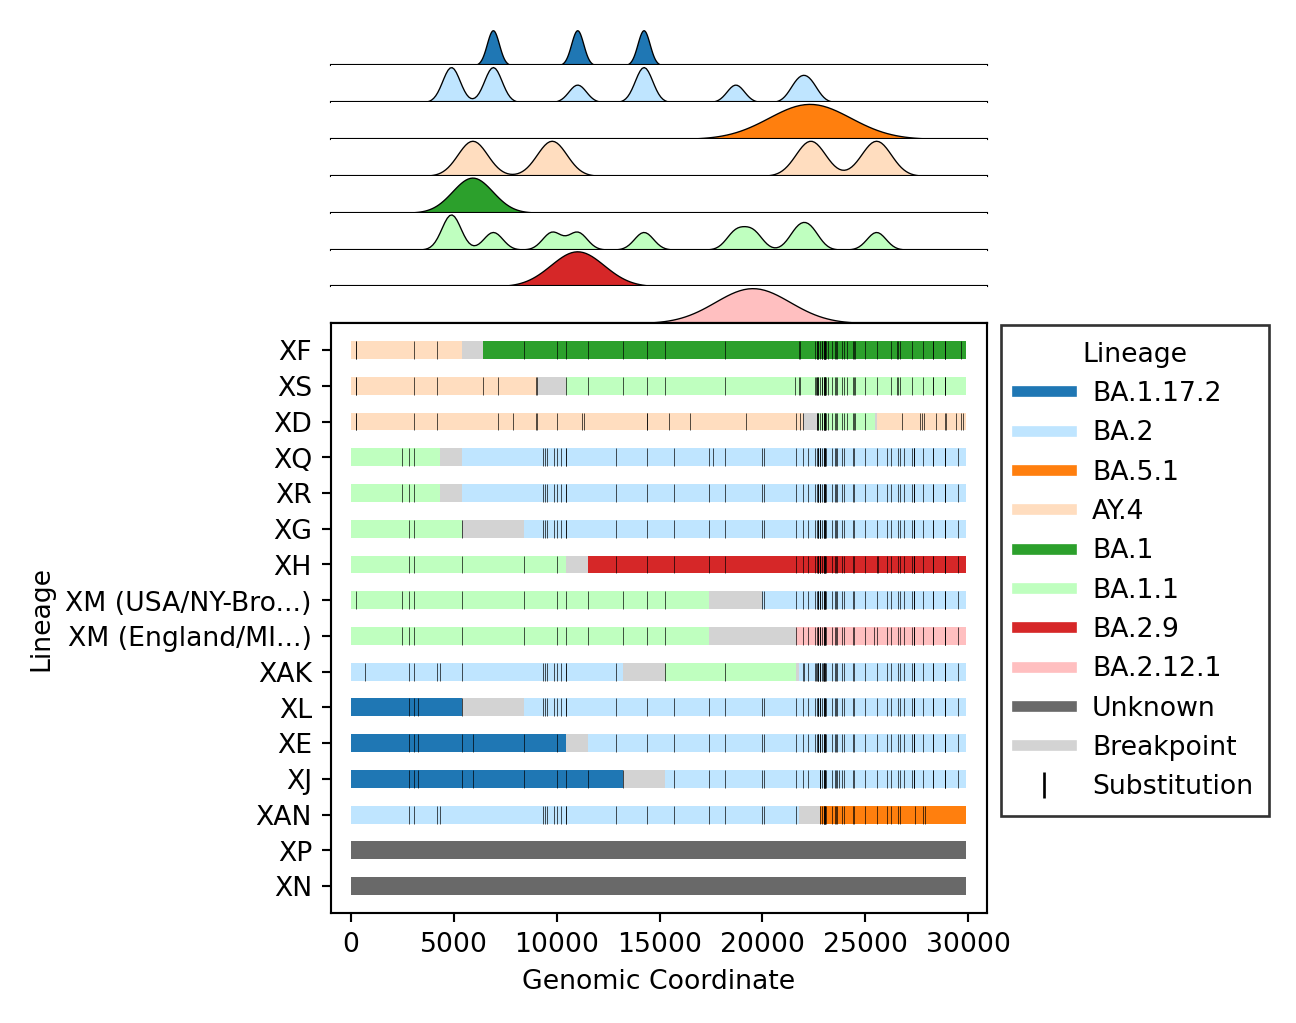 XF
XS
XD
XQ
XR
XG
XH
XM (USA/NY-Bro...)
XM (England/MI...)
XAK
XL
XE
XJ
XAN
XP
XN
Lineage
0 5000 10000 15000 20000 25000 30000
Genomic Coordinate
Lineage
BA.1.17.2
BA.2
BA.5.1
AY.4
BA.1
BA.1.1
BA.2.9
BA.2.12.1
Unknown
Breakpoint
Substitution